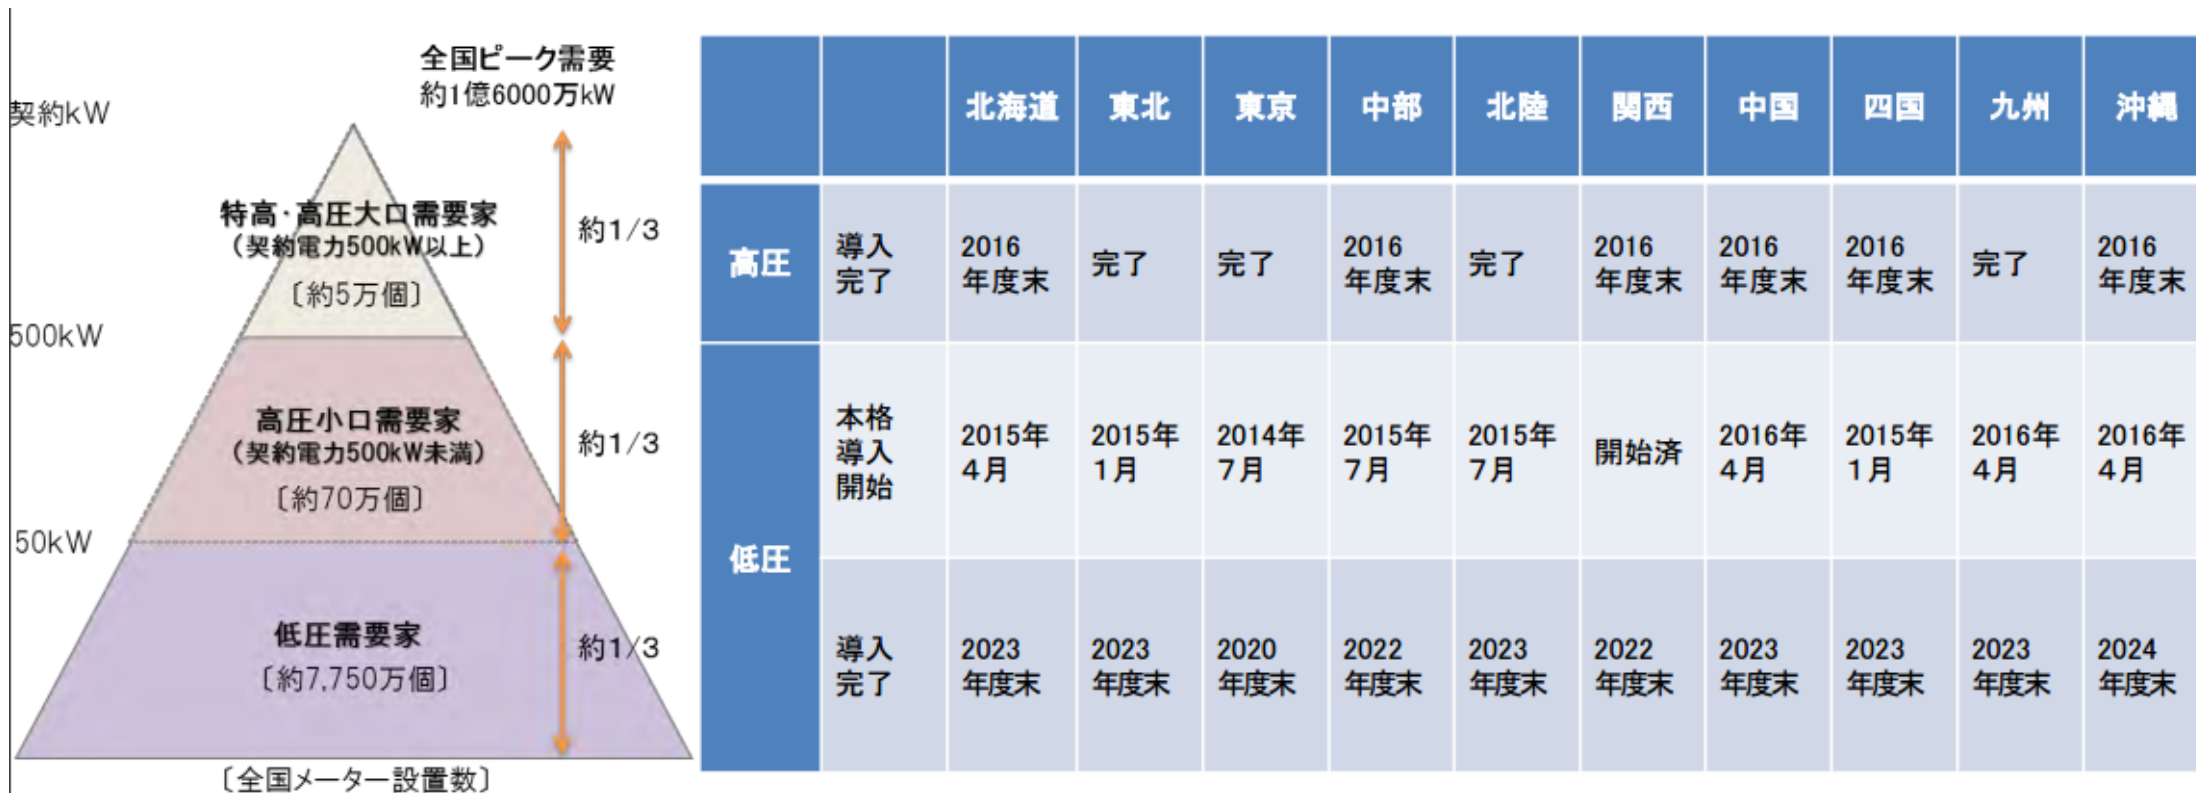 全国ピーク需要
約1億6000万kW
契約kW
特高・高圧大口需要家
（契約電力500kW以上）
〔約5万個〕
約1/3
500kW
高圧小口需要家
（契約電力500kW未満）
〔約70万個〕
約1/3
50kW
低圧需要家
〔約7,750万個〕
約1/3
〔全国メーター設置数〕
北海道 東北 東京 中部 北陸 関西 中国 四国 九州 沖縄
高圧
導入
完了
2016
年度末
完了
完了
2016
年度末
完了
2016
年度末
2016
年度末
2016
年度末
完了
2016
年度末
低圧
本格
導入
開始
2015年
4月
2015年
1月
2014年
7月
2015年
7月
2015年
7月
開始済
2016年
4月
2015年
1月
2016年
4月
2016年
4月
導入
完了
2023
年度末
2023
年度末
2020
年度末
2022
年度末
2023
年度末
2022
年度末
2023
年度末
2023
年度末
2023
年度末
2024
年度末